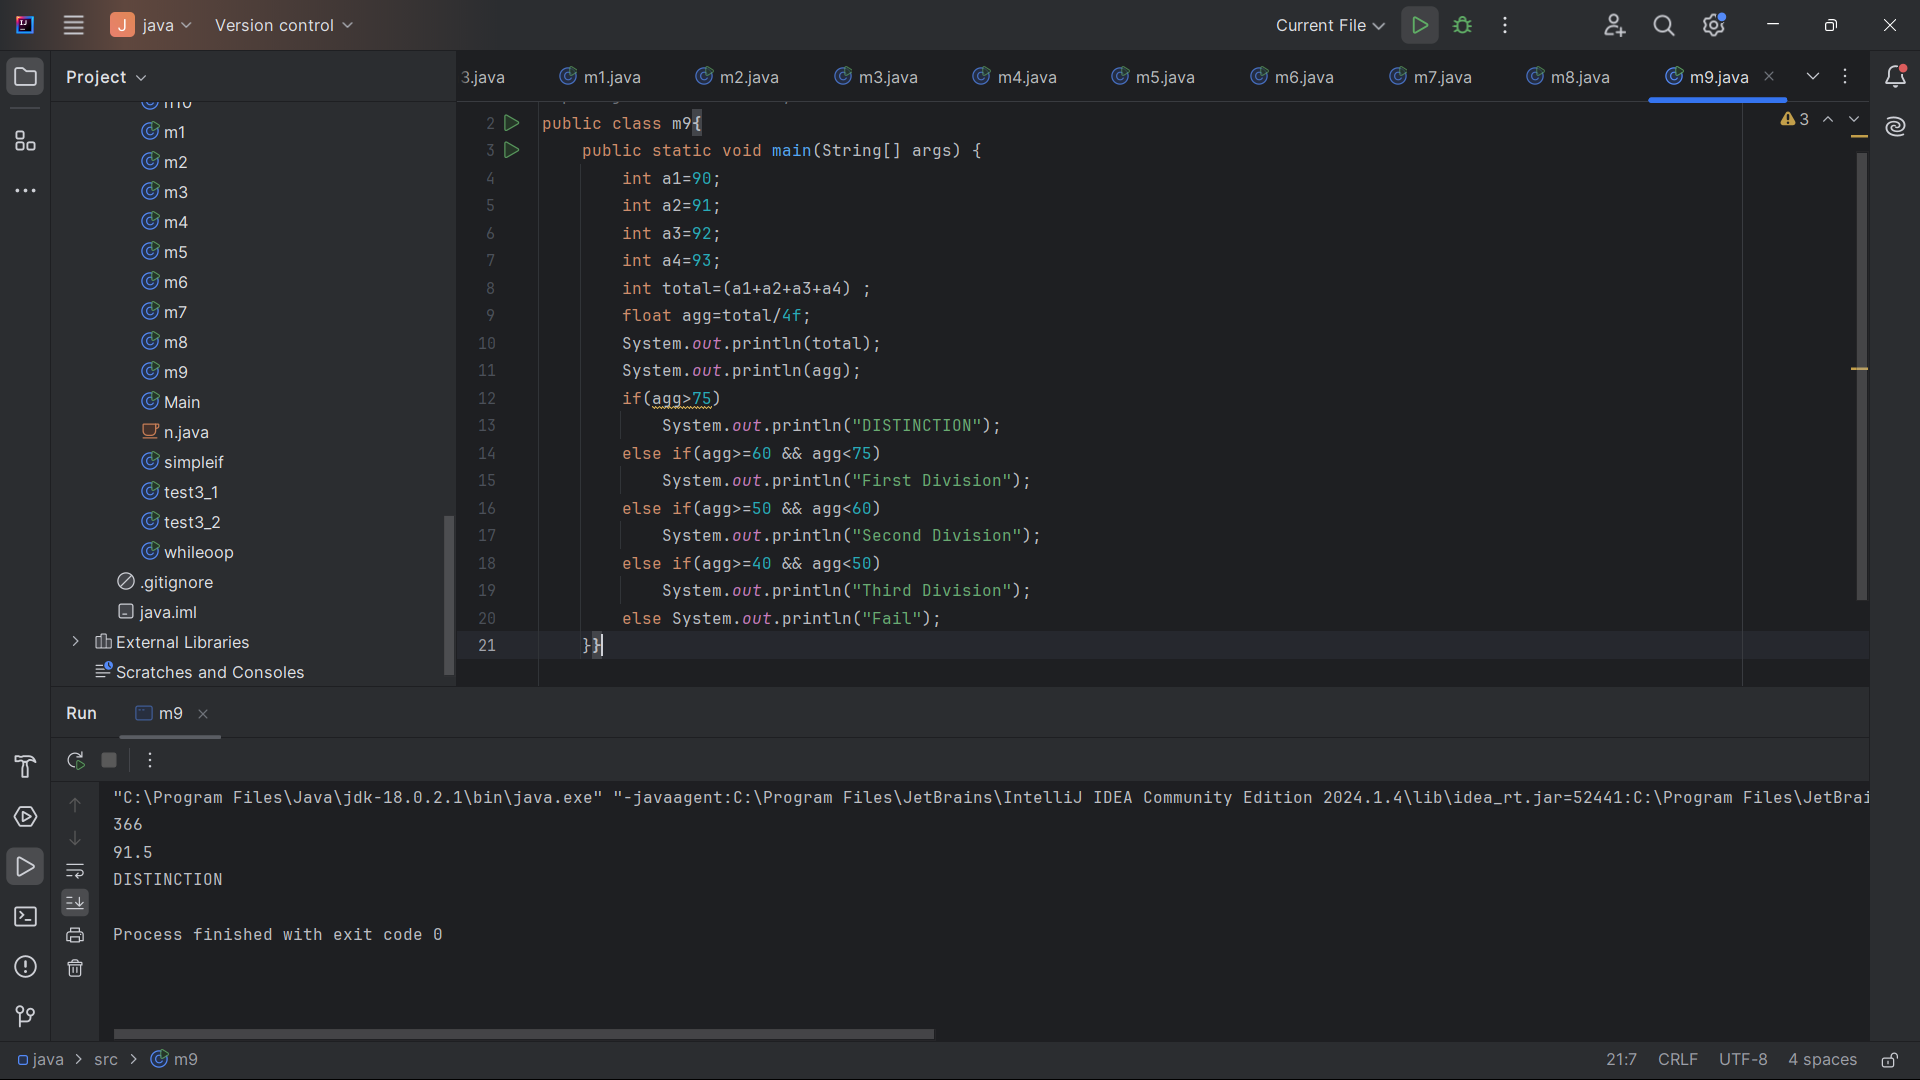 J java Version control Current File
Project
3.java m1.java m2.java m3.java m4.java m5.java m6.java m7.java m8.java m9.java
m10
m1
m2
m3
m4
m5
m6
m7
m8
m9
Main
n.java
simpleif
test3_1
test3_2
whileoop
.gitignore
java.iml
External Libraries
Scratches and Consoles
3
2 public class m9{
3 public static void main(String[] args) {
4 int a1=90;
5 int a2=91;
6 int a3=92;
7 int a4=93;
8 int total=(a1+a2+a3+a4) ;
9 float agg=total/4f;
10 System.out.println(total);
11 System.out.println(agg);
12 if(agg>75)
13 System.out.println("DISTINCTION");
14 else if(agg>=60 && agg<75)
15 System.out.println("First Division");
16 else if(agg>=50 && agg<60)
17 System.out.println("Second Division");
18 else if(agg>=40 && agg<50)
19 System.out.println("Third Division");
20 else System.out.println("Fail");
21 }}
Run m9
"C:\Program Files\Java\jdk-18.0.2.1\bin\java.exe" "-javaagent:C:\Program Files\JetBrains\IntelliJ IDEA Community Edition 2024.1.4\lib\idea_rt.jar=52441:C:\Program Files\JetBrai
366
91.5
DISTINCTION
Process finished with exit code 0
java > src > m9 21:7 CRLF UTF-8 4 spaces